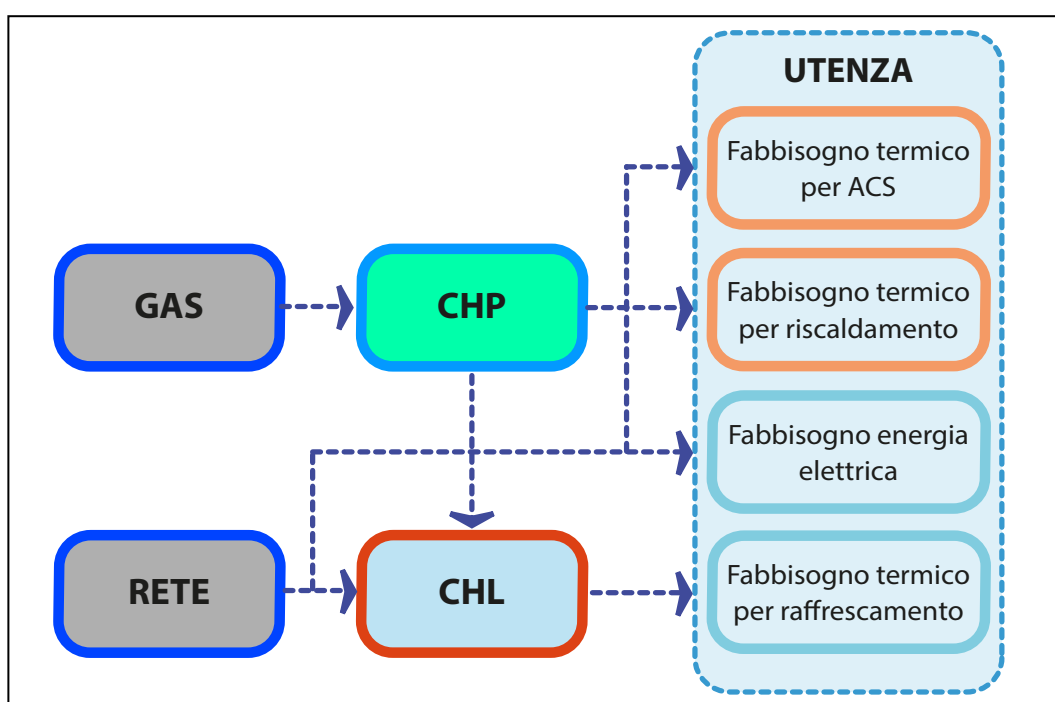 UTENZA
Fabbisogno termico
per ACS
GAS
CHP
Fabbisogno termico
per riscaldamento
Fabbisogno energia
elettrica
RETE
CHL
Fabbisogno termico
per raffrescamento